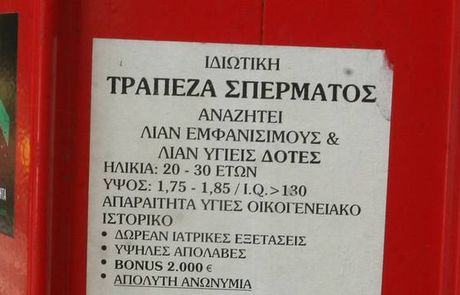 ΙΔΙΩΤΙΚΗ
ΤΡΑΠΕΖΑ ΣΠΕΡΜΑΤΟΣ
ΑΝΑΖΗΤΕΙ
ΛΙΑΝ ΕΜΦΑΝΙΣΙΜΟΥΣ &
ΛΙΑΝ ΥΓΙΕΙΣ ΔΟΤΕΣ
ΗΛΙΚΙΑ: 20 - 30 ΕΤΩΝ
ΥΨΟΣ: 1,75 - 1,85 / I.Q.>130
ΑΠΑΡΑΙΤΗΤΑ ΥΓΙΕΣ ΟΙΚΟΓΕΝΕΙΑΚΟ
ΙΣΤΟΡΙΚΟ
• ΔΩΡΕΑΝ ΙΑΤΡΙΚΕΣ ΕΞΕΤΑΣΕΙΣ
• ΥΨΗΛΕΣ ΑΠΟΛΑΒΕΣ
• BONUS 2.000 €
• ΑΠΟΛΥΤΗ ΑΝΩΝΥΜΙΑ